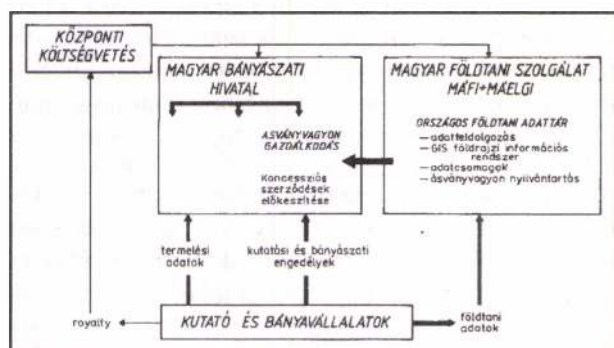 KÖZPONTI
KÖLTSÉGVETÉS
MAGYAR BÁNYÁSZATI
HIVATAL
ÁSVÁNYVAGYON
GAZDÁLKODÁS
Koncessziós
szerződések
előkészítése
MAGYAR FÖLDTANI SZOLGÁLAT
MÁFI+MÁELGI
ORSZÁGOS FÖLDTANI ADATTÁR
—adatfeldolgozás
—GIS földrajzi információs
rendszer
—adatcsomagok
—ásványvagyon nyilvántartás
termelési
adatok
kutatási és bányászati
engedélyek
royalty
KUTATÓ ÉS BÁNYAVÁLLALATOK
földtani
adatok